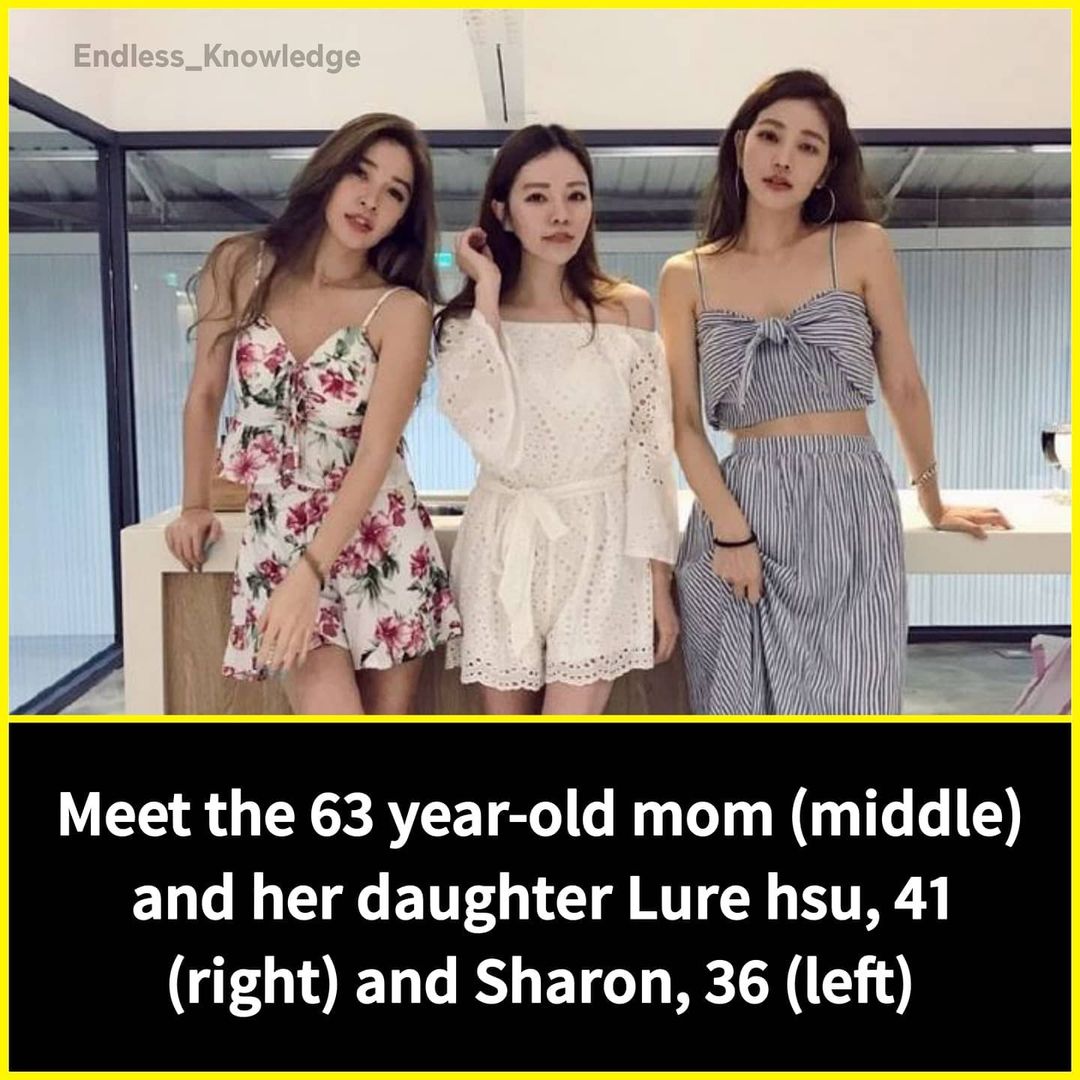 Endless_Knowledge
Meet the 63 year-old mom (middle)
and her daughter Lure hsu, 41
(right) and Sharon, 36 (left)